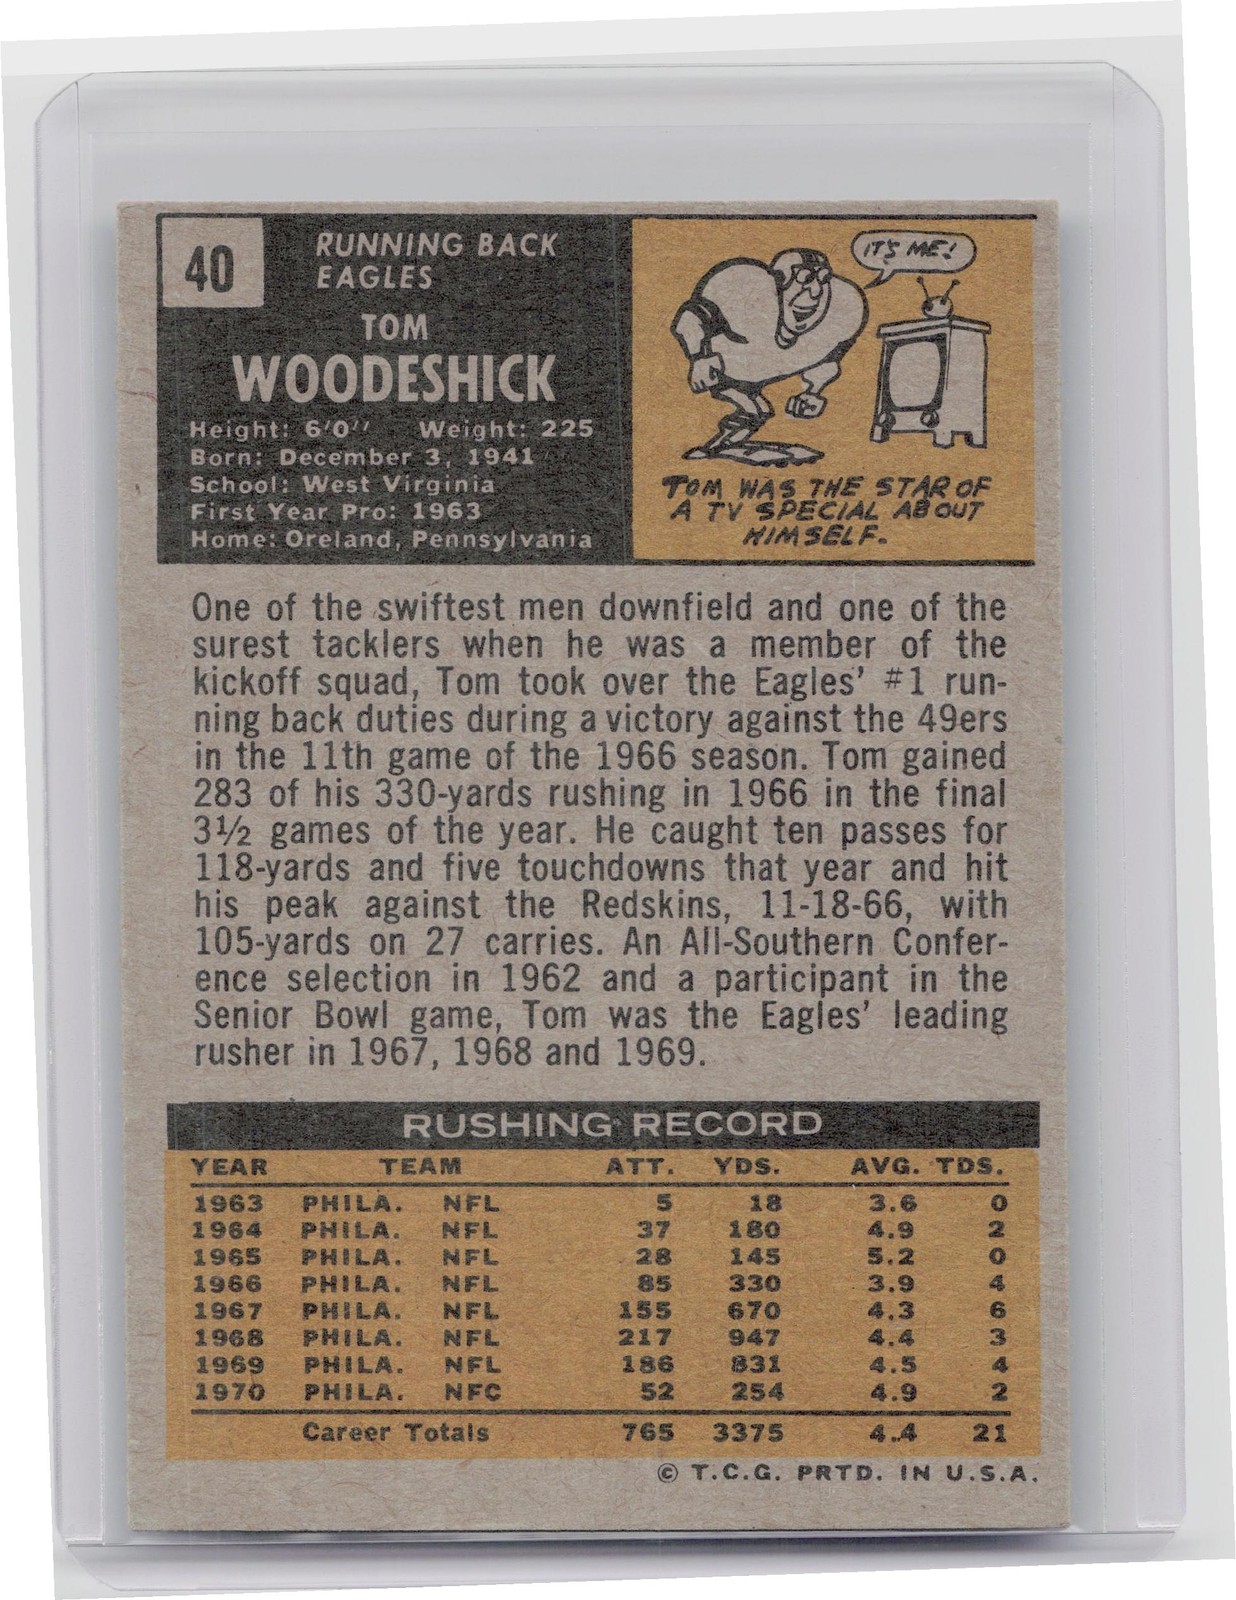 40
RUNNING BACK
EAGLES
TOM
WOODESHICK
Height: 6'0" Weight: 225
Born: December 3, 1941
School: West Virginia
First Year Pro: 1963
Home: Oreland, Pennsylvania
IT'S ME!
TOM WAS THE STAR OF
A TV SPECIAL ABOUT
HIMSELF.
One of the swiftest men downfield and one of the
surest tacklers when he was a member of the
kickoff squad, Tom took over the Eagles' #1 run-
ning back duties during a victory against the 49ers
in the 11th game of the 1966 season. Tom gained
283 of his 330-yards rushing in 1966 in the final
3½ games of the year. He caught ten passes for
118-yards and five touchdowns that year and hit
his peak against the Redskins, 11-18-66, with
105-yards on 27 carries. An All-Southern Confer-
ence selection in 1962 and a participant in the
Senior Bowl game, Tom was the Eagles' leading
rusher in 1967, 1968 and 1969.
RUSHING RECORD
YEAR TEAM ATT. YDS. AVG. TDS.
1963 PHILA. NFL 5 18 3.6 0
1964 PHILA. NFL 37 180 4.9 2
1965 PHILA. NFL 28 145 5.2 0
1966 PHILA. NFL 85 330 3.9 4
1967 PHILA. NFL 155 670 4.3 6
1968 PHILA. NFL 217 947 4.4 3
1969 PHILA. NFL 186 831 4.5 4
1970 PHILA. NFC 52 254 4.9 2
Career Totals 765 3375 4.4 21
© T.C.G. PRTD. IN U.S.A.